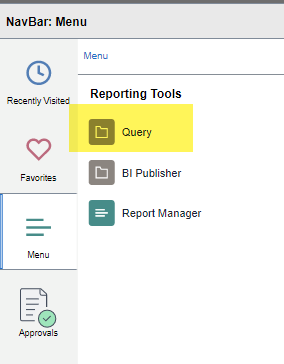 NavBar: Menu
Recently Visited
Favorites
Menu
Approvals
Menu
Reporting Tools
Query
BI Publisher
Report Manager